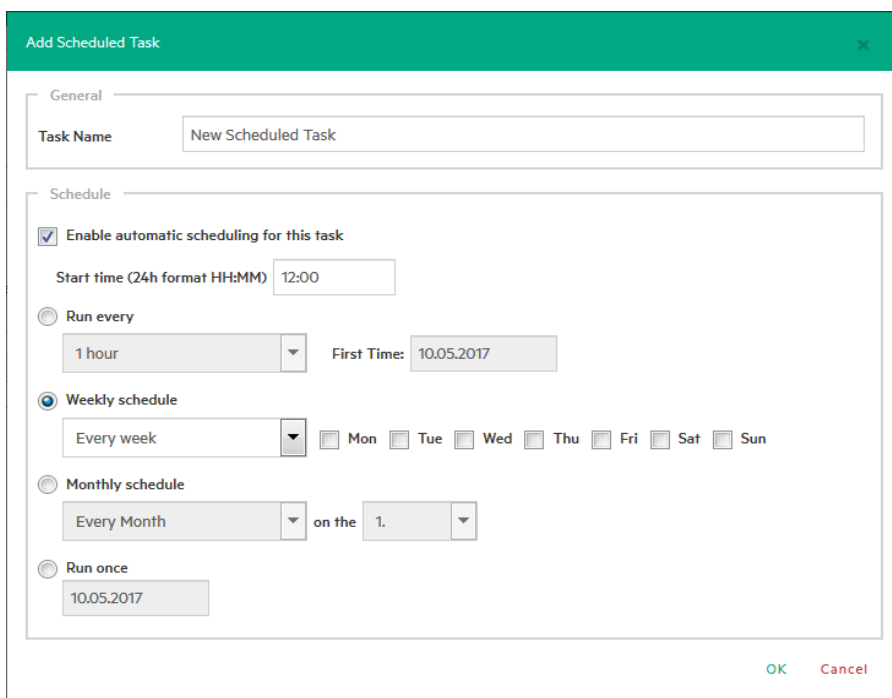 Add Scheduled Task
General
Task Name New Scheduled Task
Schedule
Enable automatic scheduling for this task
Start time (24h format HH:MM) 12:00
Run every
1 hour First Time: 10.05.2017
Weekly schedule
Every week Mon Tue Wed Thu Fri Sat Sun
Monthly schedule
Every Month on the 1.
Run once
10.05.2017
OK Cancel